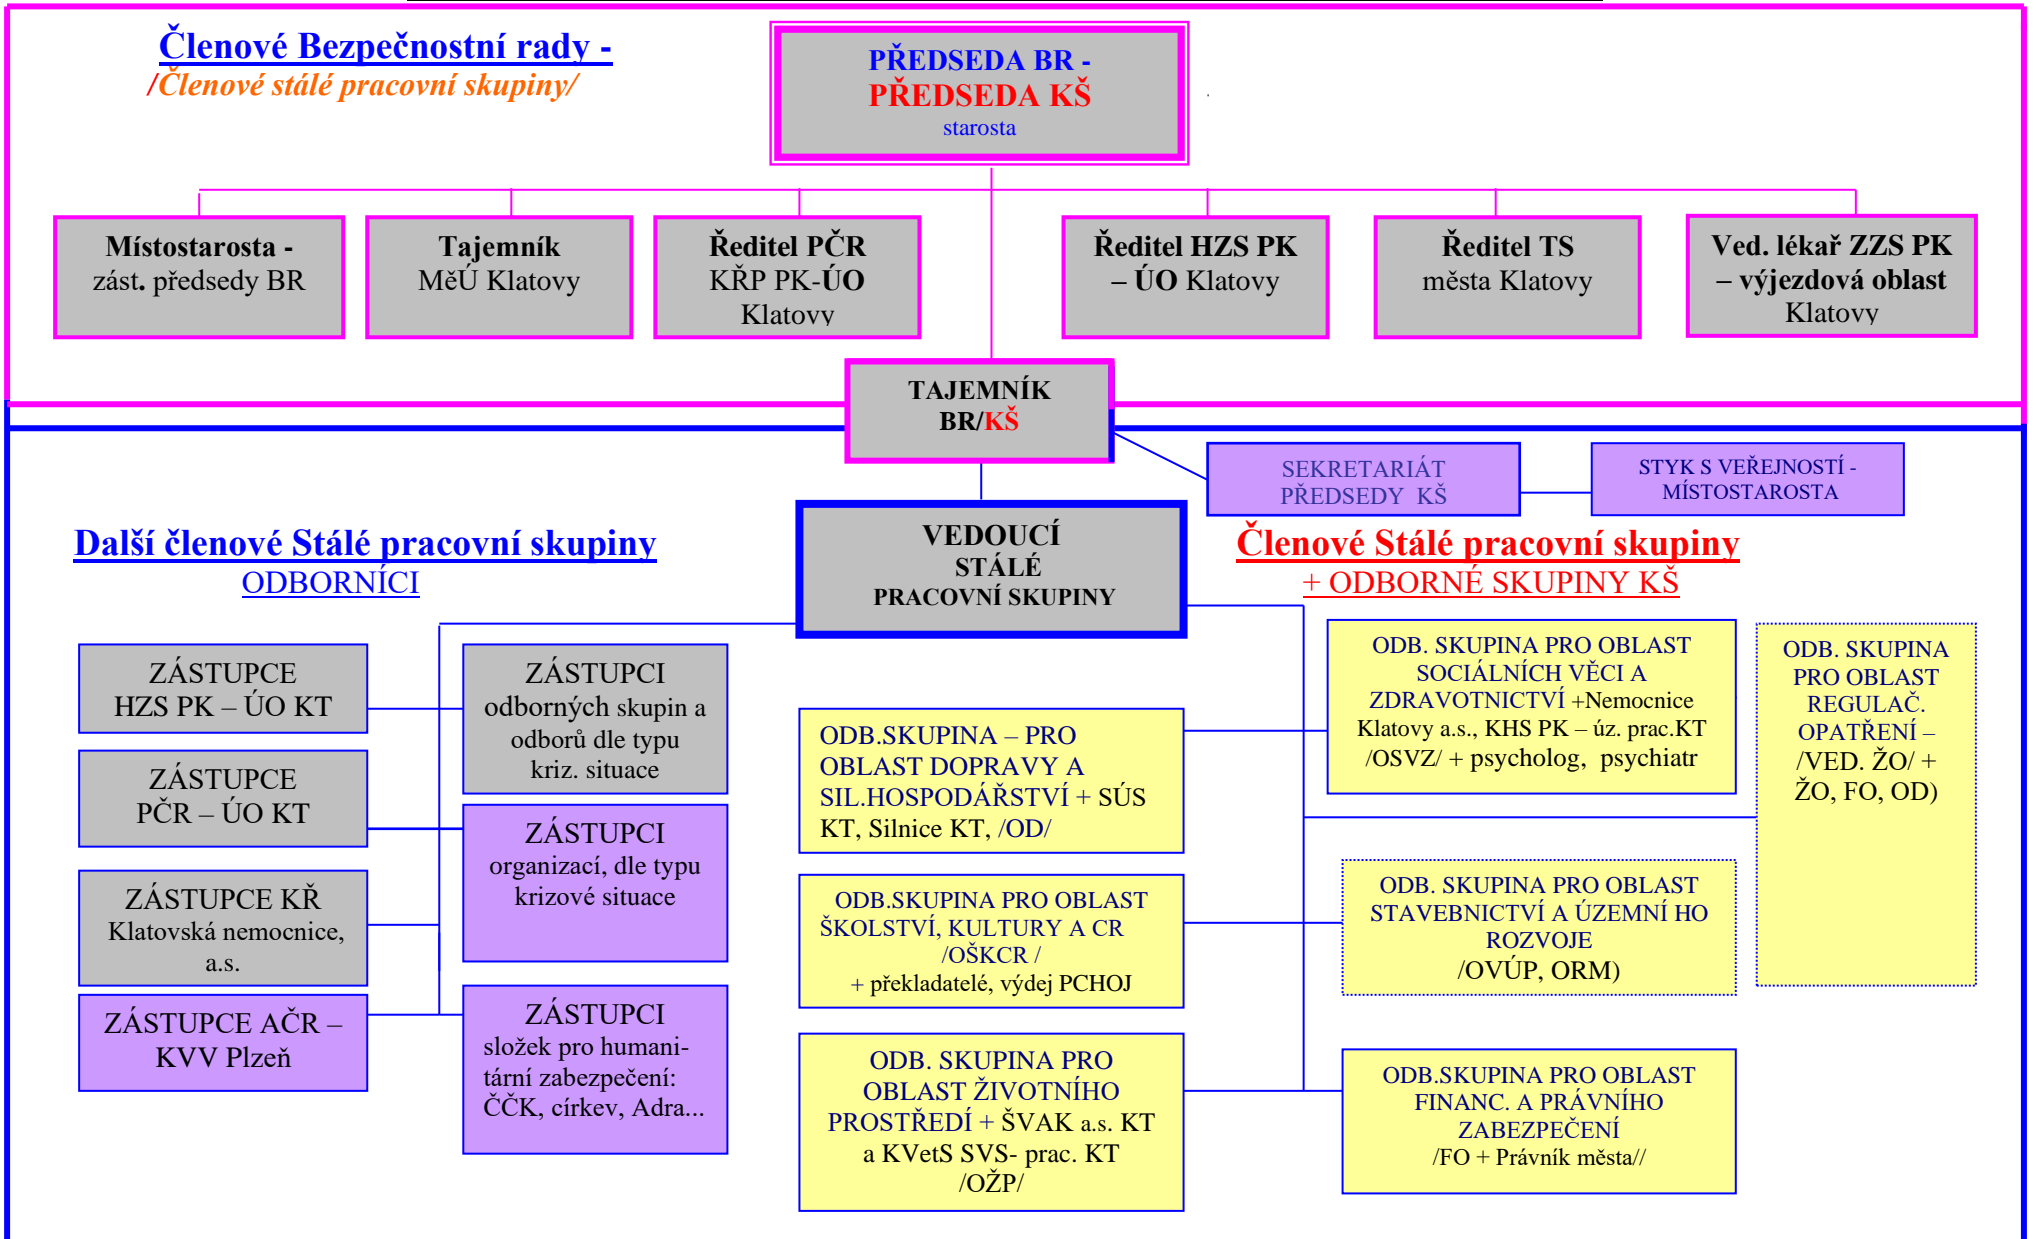 Členové Bezpečnostní rady -
/Členové stálé pracovní skupiny/
PŘEDSEDA BR -
PŘEDSEDA KŠ
starosta
Místostarosta -
zást. předsedy BR
Tajemník
MěÚ Klatovy
Ředitel PČR
KŘP PK-ÚO
Klatovy
Ředitel HZS PK
– ÚO Klatovy
Ředitel TS
města Klatovy
Ved. lékař ZZS PK
– výjezdová oblast
Klatovy
TAJEMNÍK
BR/KŠ
SEKRETARIÁT
PŘEDSEDY KŠ
STYK S VEŘEJNOSTÍ -
MÍSTOSTAROSTA
VEDOUCÍ
STÁLÉ
PRACOVNÍ SKUPINY
Další členové Stálé pracovní skupiny
ODBORNÍCI
Členové Stálé pracovní skupiny
+ ODBORNÉ SKUPINY KŠ
ZÁSTUPCE
HZS PK – ÚO KT
ZÁSTUPCE
PČR – ÚO KT
ZÁSTUPCE KŘ
Klatovská nemocnice,
a.s.
ZÁSTUPCE AČR –
KVV Plzeň
ZÁSTUPCI
odborných skupin a
odborů dle typu
kriz. situace
ZÁSTUPCI
organizací, dle typu
krizové situace
ZÁSTUPCI
složek pro humani-
tární zabezpečení:
ČČK, církev, Adra...
ODB.SKUPINA – PRO
OBLAST DOPRAVY A
SIL.HOSPODÁŘSTVÍ + SÚS
KT, Silnice KT, /OD/
ODB.SKUPINA PRO OBLAST
ŠKOLSTVÍ, KULTURY A CR
/OŠKCR /
+ překladatelé, výdej PCHOJ
ODB. SKUPINA PRO
OBLAST ŽIVOTNÍHO
PROSTŘEDÍ + ŠVAK a.s. KT
a KVetS SVS- prac. KT
/OŽP/
ODB. SKUPINA PRO OBLAST
SOCIÁLNÍCH VĚCI A
ZDRAVOTNICTVÍ +Nemocnice
Klatovy a.s., KHS PK – úz. prac.KT
/OSVZ/ + psycholog, psychiatr
ODB. SKUPINA PRO OBLAST
STAVEBNICTVÍ A ÚZEMNÍ HO
ROZVOJE
/OVÚP, ORM)
ODB.SKUPINA PRO OBLAST
FINANC. A PRÁVNÍHO
ZABEZPEČENÍ
/FO + Právník města//
ODB. SKUPINA
PRO OBLAST
REGULAČ.
OPATŘENÍ –
/VED. ŽO/ +
ŽO, FO, OD)